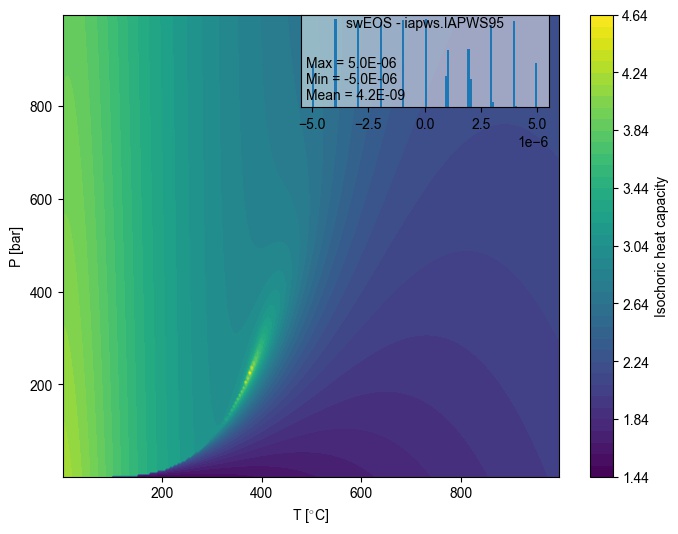 swEOS - iapws.IAPWS95
Max = 5.0E-06
Min = -5.0E-06
Mean = 4.2E-09
−5.0 −2.5 0.0 2.5 5.0
1e−6
800
600
400
200
P [bar]
200 400 600 800
T [°C]
4.64
4.24
3.84
3.44
3.04
2.64
2.24
1.84
1.44
Isochoric heat capacity